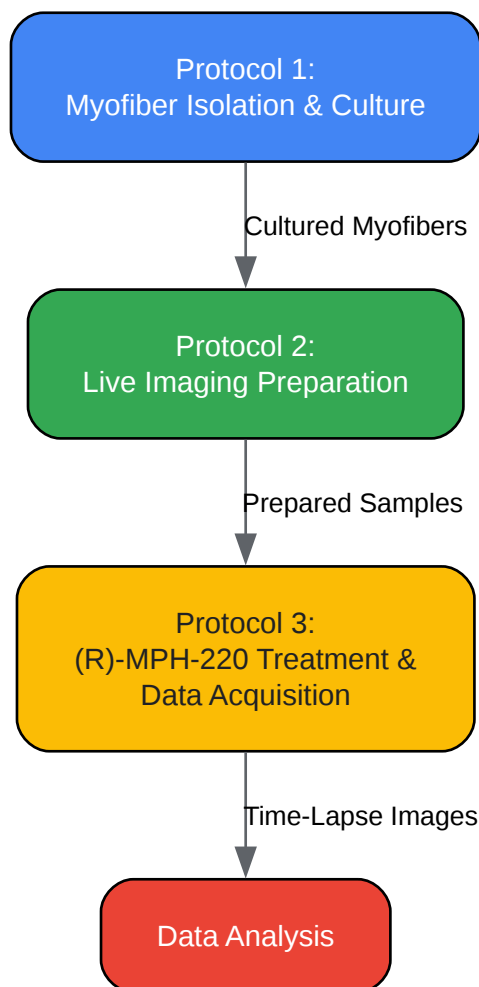 Protocol 1:
Myofiber Isolation & Culture
Cultured Myofibers
Protocol 2:
Live Imaging Preparation
Prepared Samples
Protocol 3:
(R)-MPH-220 Treatment &
Data Acquisition
Time-Lapse Images
Data Analysis